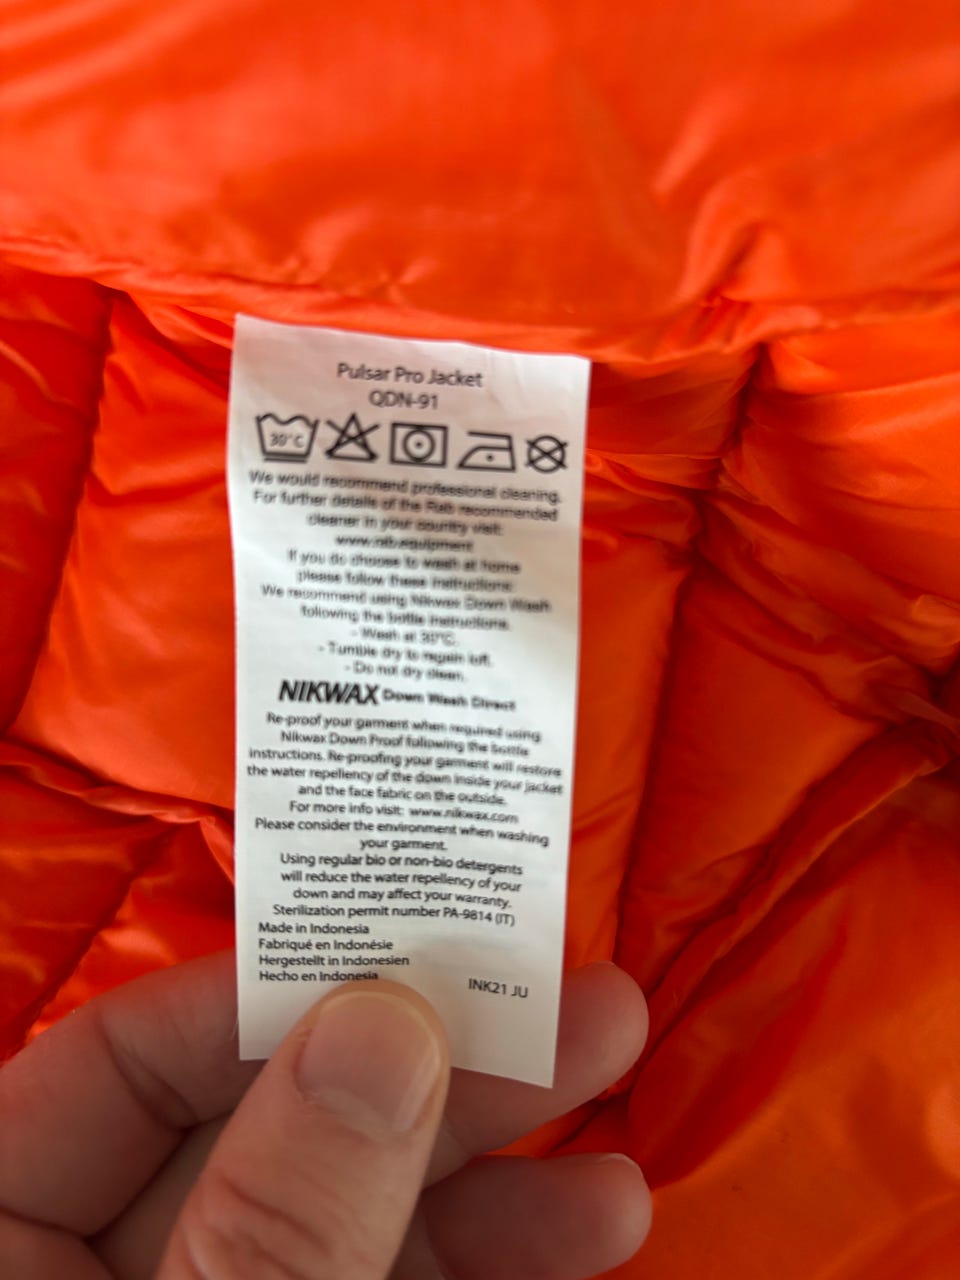 Pulsar Pro Jacket
QDN-91
30°C
We would recommend professional cleaning.
For further details of the Rab recommended
cleaner in your country visit:
www.rab.equipment
If you do choose to wash at home
please follow these instructions:
We recommend using Nikwax Down Wash
following the bottle instructions.
- Wash at 30°C.
- Tumble dry to regain loft.
- Do not dry clean.
NIKWAX Down Wash Direct
Re-proof your garment when required using
Nikwax Down Proof following the bottle
instructions. Re-proofing your garment will restore
the water repellency of the down inside your jacket
and the face fabric on the outside.
For more info visit: www.nikwax.com
Please consider the environment when washing
your garment.
Using regular bio or non-bio detergents
will reduce the water repellency of your
down and may affect your warranty.
Sterilization permit number PA-9814 (IT)
Made in Indonesia
Fabriqué en Indonésie
Hergestellt in Indonesien
Hecho en Indonesia
INK21 JU